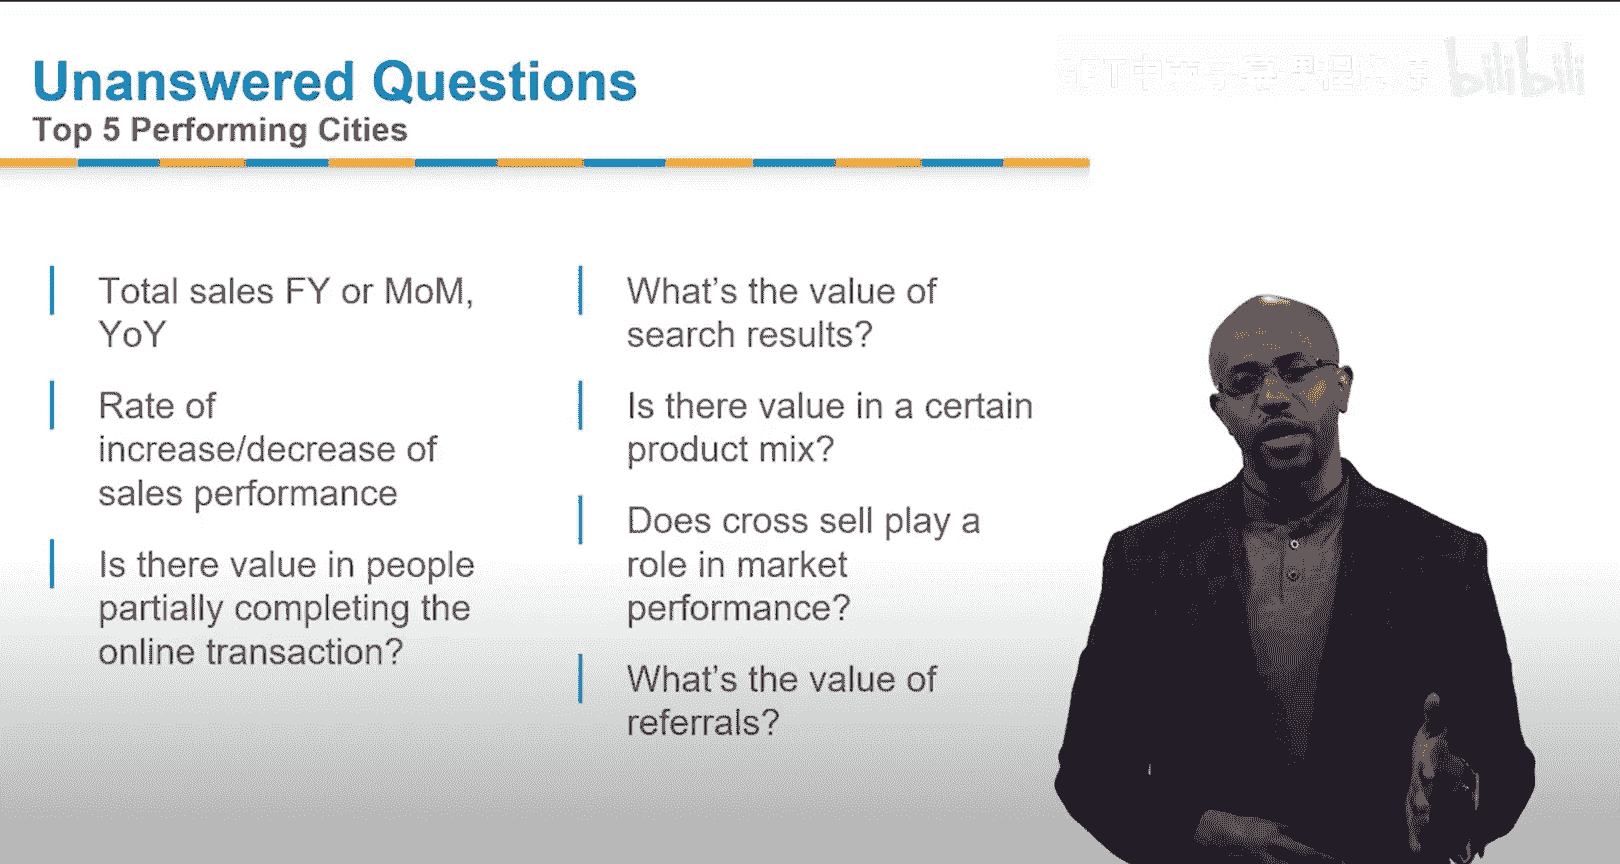 Unanswered Questions
Top 5 Performing Cities
Total sales FY or MoM,
YoY
Rate of
increase/decrease of
sales performance
Is there value in people
partially completing the
online transaction?
What's the value of
search results?
Is there value in a certain
product mix?
Does cross sell play a
role in market
performance?
What's the value of
referrals?
bilibili